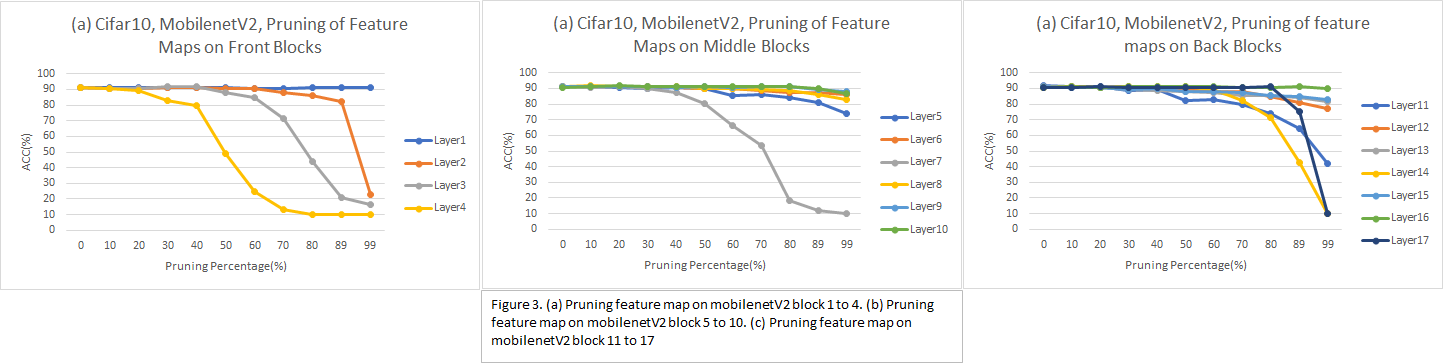 (a) Cifar10, MobilenetV2, Pruning of Feature
Maps on Front Blocks
100
90
80
70
60
50
40
30
20
10
0
ACC(%)
0 10 20 30 40 50 60 70 80 89 99
Pruning Percentage(%)
Layer1
Layer2
Layer3
Layer4
(a) Cifar10, MobilenetV2, Pruning of Feature
Maps on Middle Blocks
100
90
80
70
60
50
40
30
20
10
0
ACC(%)
0 10 20 30 40 50 60 70 80 89 99
Pruning Percentage(%)
Layer5
Layer6
Layer7
Layer8
Layer9
Layer10
(a) Cifar10, MobilenetV2, Pruning of feature
maps on Back Blocks
100
90
80
70
60
50
40
30
20
10
0
ACC(%)
0 10 20 30 40 50 60 70 80 89 99
Pruning Percentage(%)
Layer11
Layer12
Layer13
Layer14
Layer15
Layer16
Layer17
Figure 3. (a) Pruning feature map on mobilenetV2 block 1 to 4. (b) Pruning
feature map on mobilenetV2 block 5 to 10. (c) Pruning feature map on
mobilenetV2 block 11 to 17